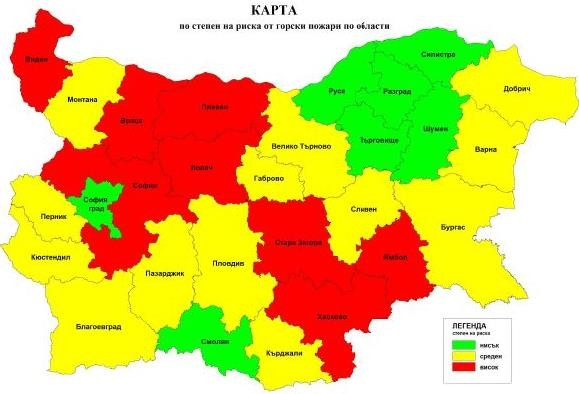 КАРТА
по степен на риска от горски пожари по области
Видин
Монтана
Враца
Плевен
Русе
Силистра
Разград
Добрич
Търговище
Шумен
Варна
Велико Търново
Ловеч
Габрово
София
София
град
Перник
Кюстендил
Сливен
Бургас
Стара Загора
Ямбол
Пловдив
Пазарджик
Хасково
Благоевград
Смолян
Кърджали
ЛЕГЕНДА
степен на риска
нисък
среден
висок